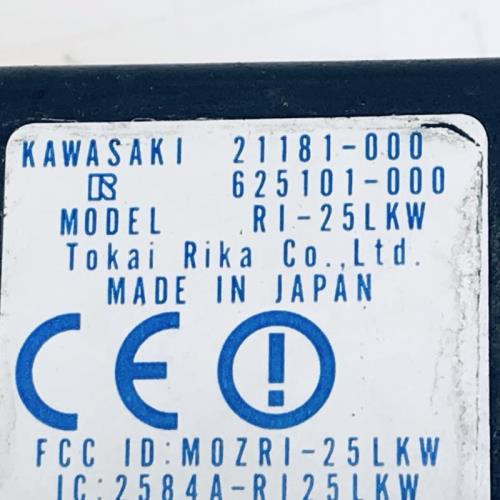 KAWASAKI 21181-000
R 625101-000
MODEL RI-25LKW
Tokai Rika Co.,Ltd.
MADE IN JAPAN
CE !
FCC ID:MOZRI-25LKW
IC:2584A-RI25LKW